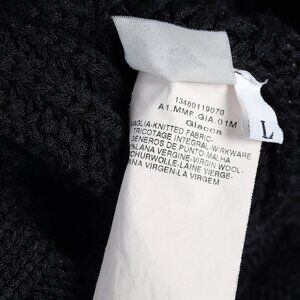 13480119070
A1.MMF.GIA.01M
Giacca
MAGLIA-KNITTED FABRIC-
TRICOTAGE INTEGRAL-WIRKWARE
GENEROS DE PUNTO-MALHA
LANA VERGINE-VIRGIN WOOL-
SCHURWOLLE-LAINE VIERGE-
LANA VIRGEN-LA VIRGEM
L